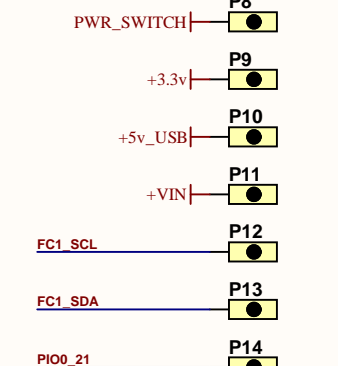 P8
PWR_SWITCH
P9
+3.3v
P10
+5v_USB
P11
+VIN
P12
FC1_SCL
P13
FC1_SDA
P14
PIO0_21